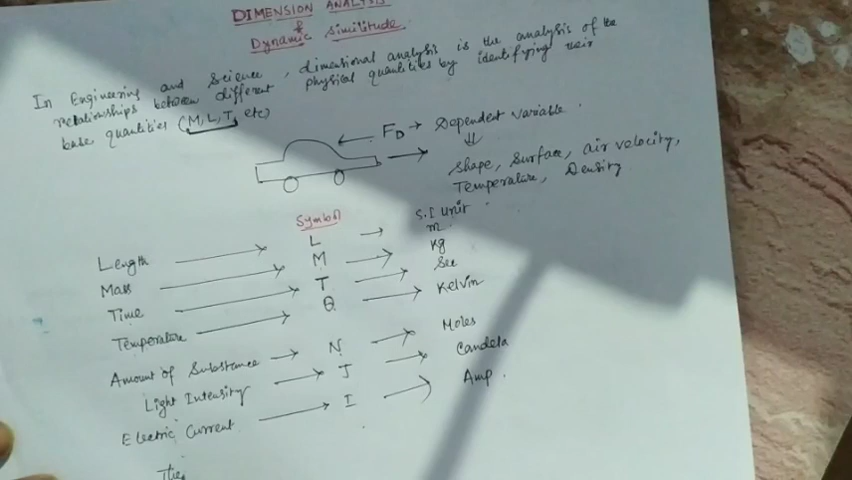 DIMENSION ANALYSIS
&
Dynamic Similitude
In Engineering and Science, dimensional analysis is the analysis of the
relationships between different physical quantities by identifying their
base quantities (M, L, T, etc)
FD → Dependent variable.
⇓
Shape, Surface, air velocity,
Temperature, Density
Symbol S.I unit
Length → L → m
Mass → M → Kg
Time → T → Sec
Temperature → θ → Kelvin
Amount of Substance → N → Moles
Light Intensity → J → Candela
Electric Current → I → Amp.
The